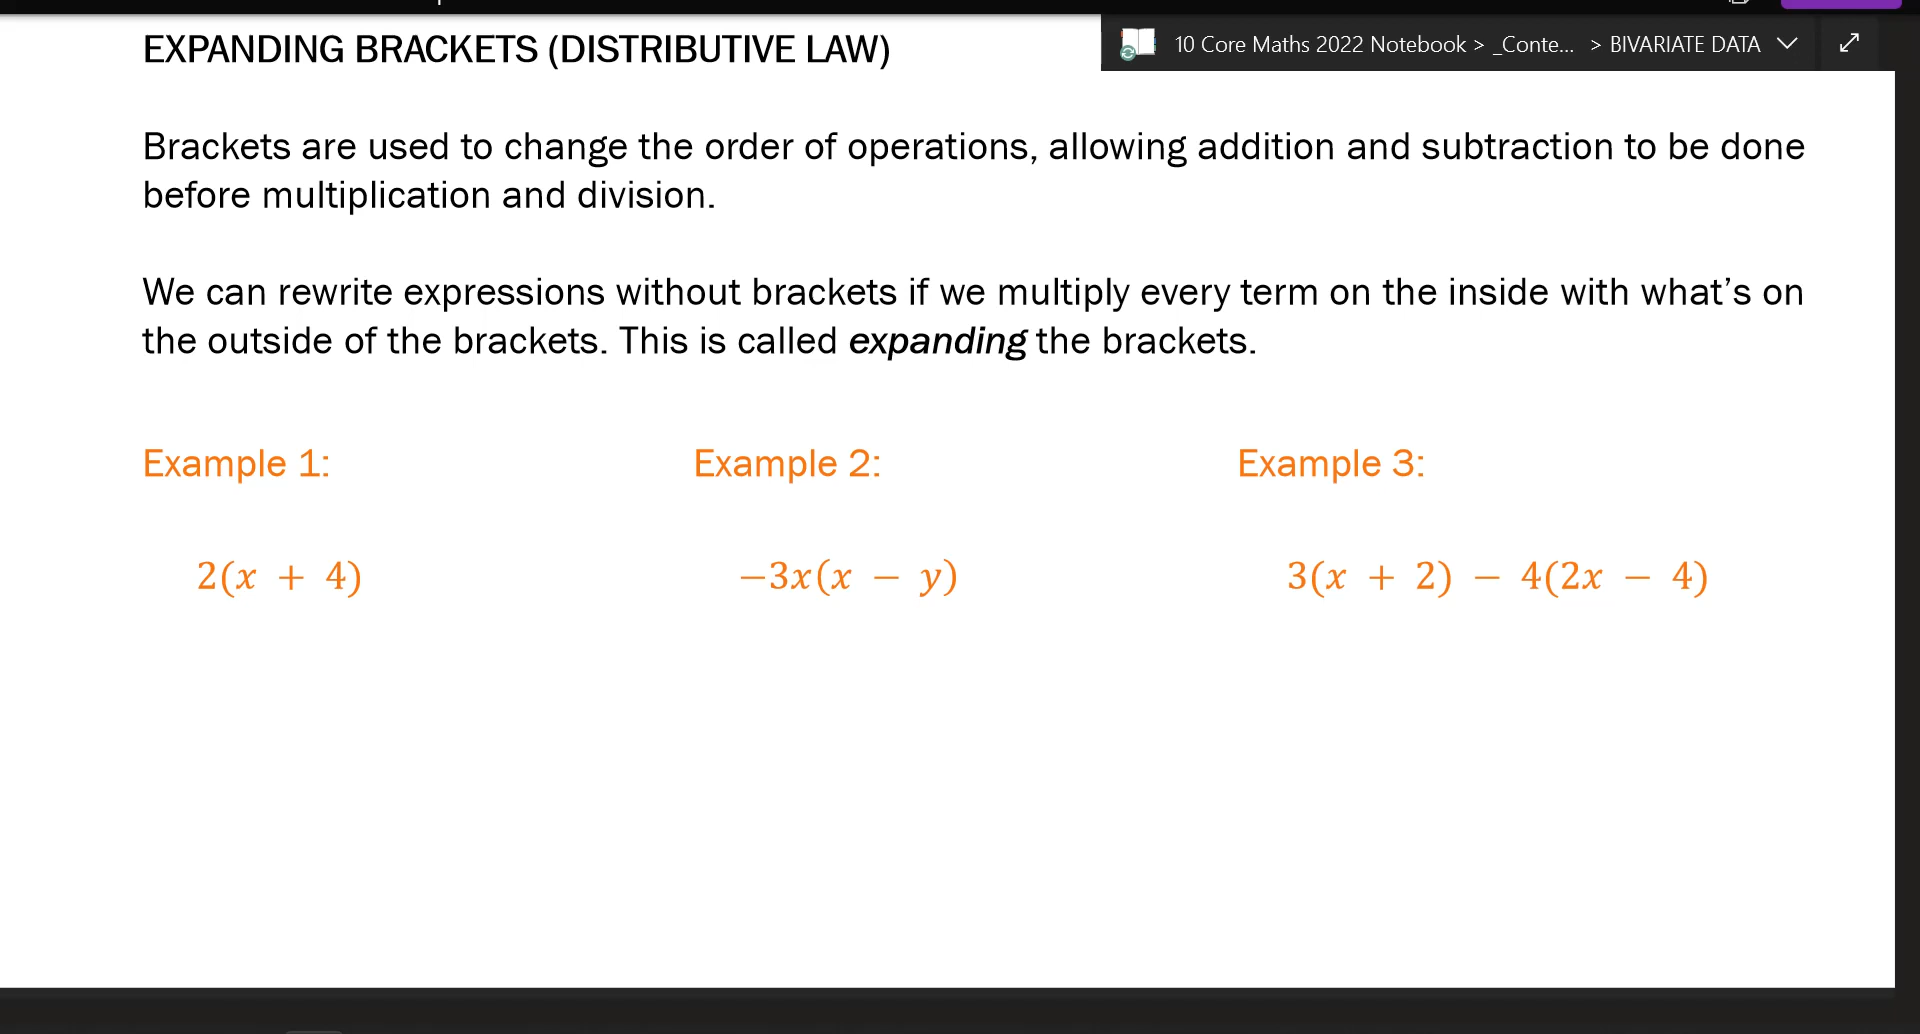 EXPANDING BRACKETS (DISTRIBUTIVE LAW)
10 Core Maths 2022 Notebook > _Conte... > BIVARIATE DATA
Brackets are used to change the order of operations, allowing addition and subtraction to be done
before multiplication and division.
We can rewrite expressions without brackets if we multiply every term on the inside with what’s on
the outside of the brackets. This is called expanding the brackets.
Example 1: Example 2: Example 3:
2(x + 4) −3x(x − y) 3(x + 2) − 4(2x − 4)